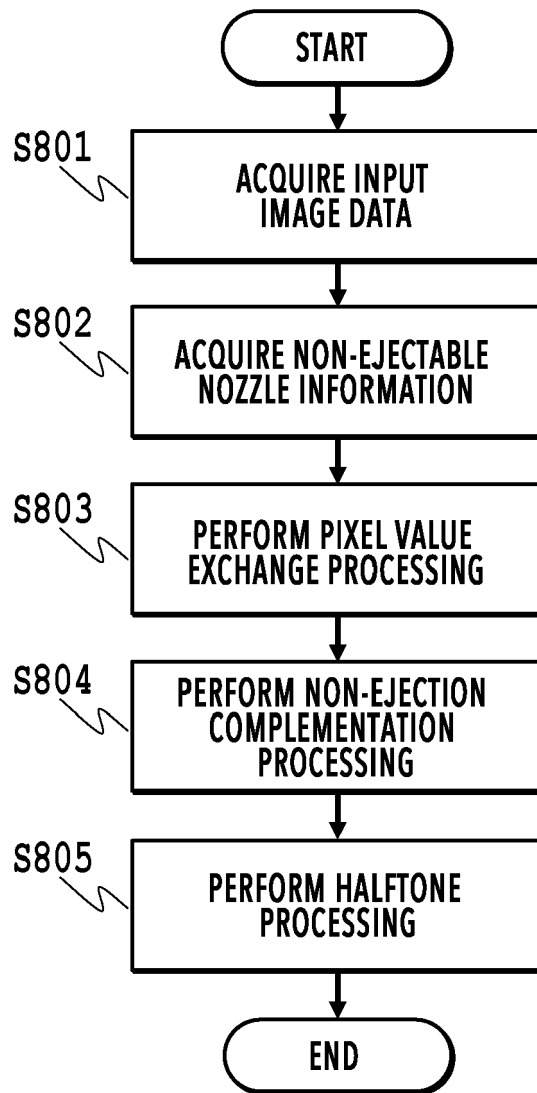 START
S801
ACQUIRE INPUT
IMAGE DATA
S802
ACQUIRE NON-EJECTABLE
NOZZLE INFORMATION
S803
PERFORM PIXEL VALUE
EXCHANGE PROCESSING
S804
PERFORM NON-EJECTION
COMPLEMENTATION
PROCESSING
S805
PERFORM HALFTONE
PROCESSING
END